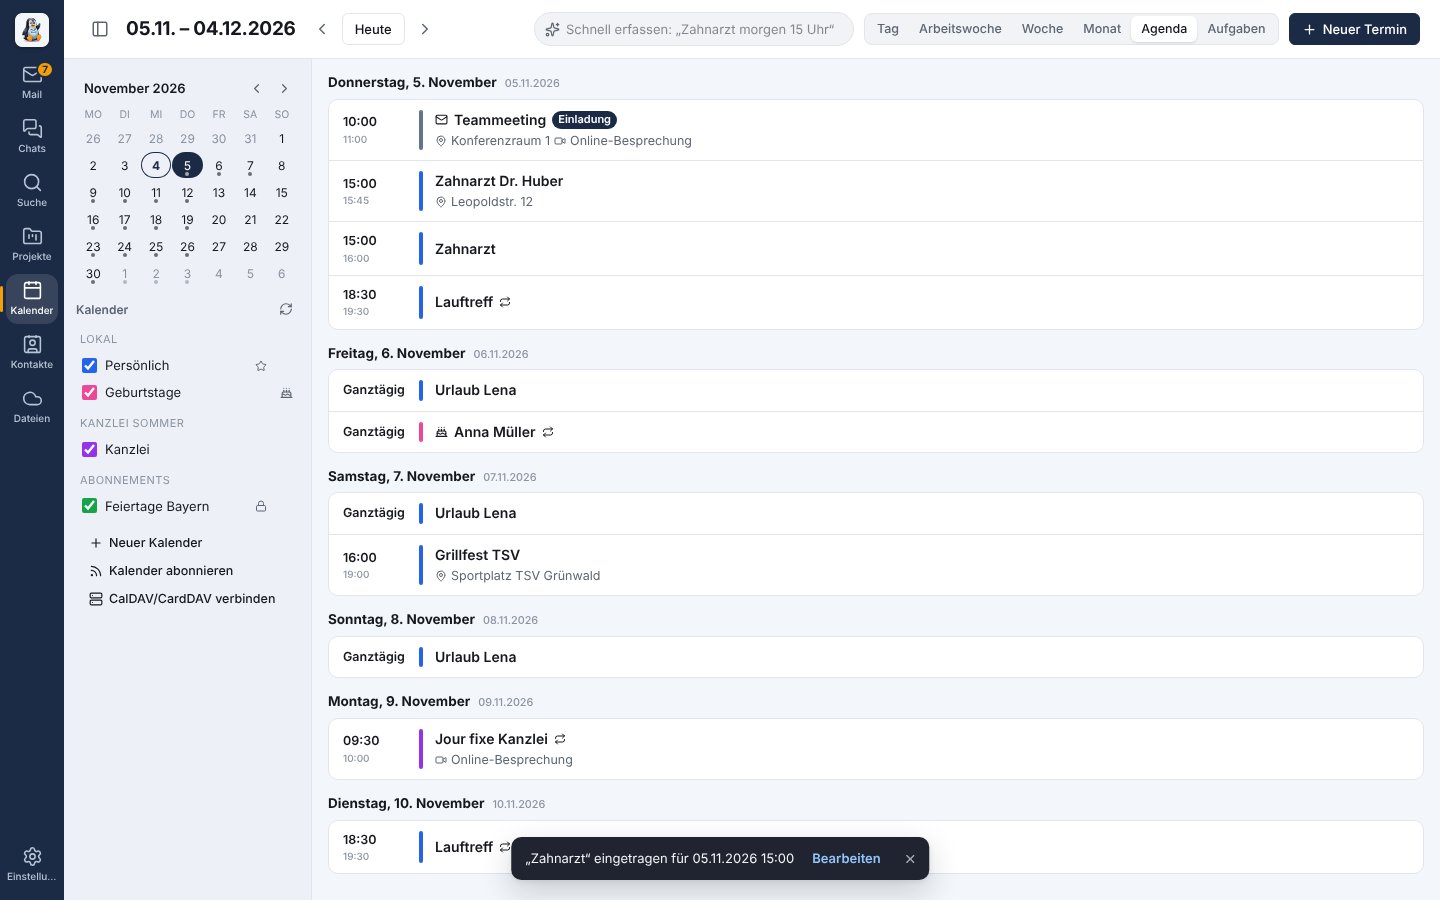 05.11. – 04.12.2026
Heute
Schnell erfassen: „Zahnarzt morgen 15 Uhr“
Tag Arbeitswoche Woche Monat Agenda Aufgaben
Neuer Termin
7
Mail
Chats
Suche
Projekte
Kalender
Kontakte
Dateien
Einstellu...
November 2026
MO DI MI DO FR SA SO
26 27 28 29 30 31 1
2 3 4 5 6 7 8
9 10 11 12 13 14 15
16 17 18 19 20 21 22
23 24 25 26 27 28 29
30 1 2 3 4 5 6
Kalender
LOKAL
Persönlich
Geburtstage
KANZLEI SOMMER
Kanzlei
ABONNEMENTS
Feiertage Bayern
Neuer Kalender
Kalender abonnieren
CalDAV/CardDAV verbinden
Donnerstag, 5. November 05.11.2026
10:00 Teammeeting Einladung
11:00 Konferenzraum 1 Online-Besprechung
15:00 Zahnarzt Dr. Huber
15:45 Leopoldstr. 12
15:00 Zahnarzt
16:00
18:30 Lauftreff
19:30
Freitag, 6. November 06.11.2026
Ganztägig Urlaub Lena
Ganztägig Anna Müller
Samstag, 7. November 07.11.2026
Ganztägig Urlaub Lena
16:00 Grillfest TSV
19:00 Sportplatz TSV Grünwald
Sonntag, 8. November 08.11.2026
Ganztägig Urlaub Lena
Montag, 9. November 09.11.2026
09:30 Jour fixe Kanzlei
10:00 Online-Besprechung
Dienstag, 10. November 10.11.2026
18:30 Lauftreff
19:30
„Zahnarzt“ eingetragen für 05.11.2026 15:00 Bearbeiten